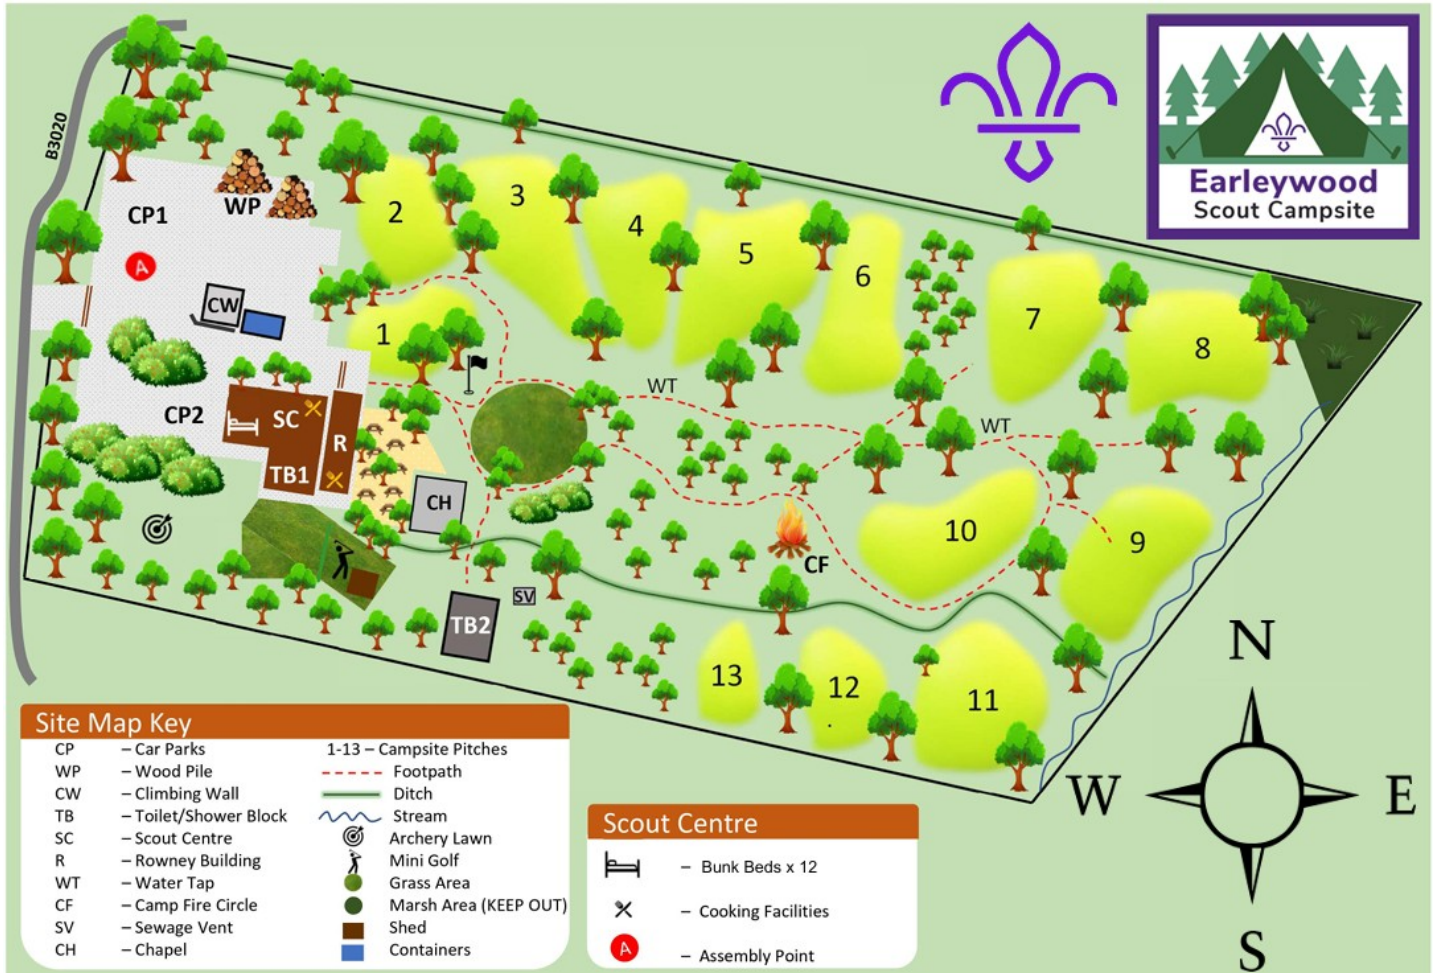 B3020
Earleywood
Scout Campsite
CP1
WP
A
CW
2
3
4
5
6
7
8
1
WT
WT
CP2
SC
R
TB1
CH
10
9
CF
SV
TB2
13
12
11
N
W
E
S
Site Map Key
CP – Car Parks
WP – Wood Pile
CW – Climbing Wall
TB – Toilet/Shower Block
SC – Scout Centre
R – Rowney Building
WT – Water Tap
CF – Camp Fire Circle
SV – Sewage Vent
CH – Chapel
1-13 – Campsite Pitches
Footpath
Ditch
Stream
Archery Lawn
Mini Golf
Grass Area
Marsh Area (KEEP OUT)
Shed
Containers
Scout Centre
– Bunk Beds x 12
– Cooking Facilities
A – Assembly Point